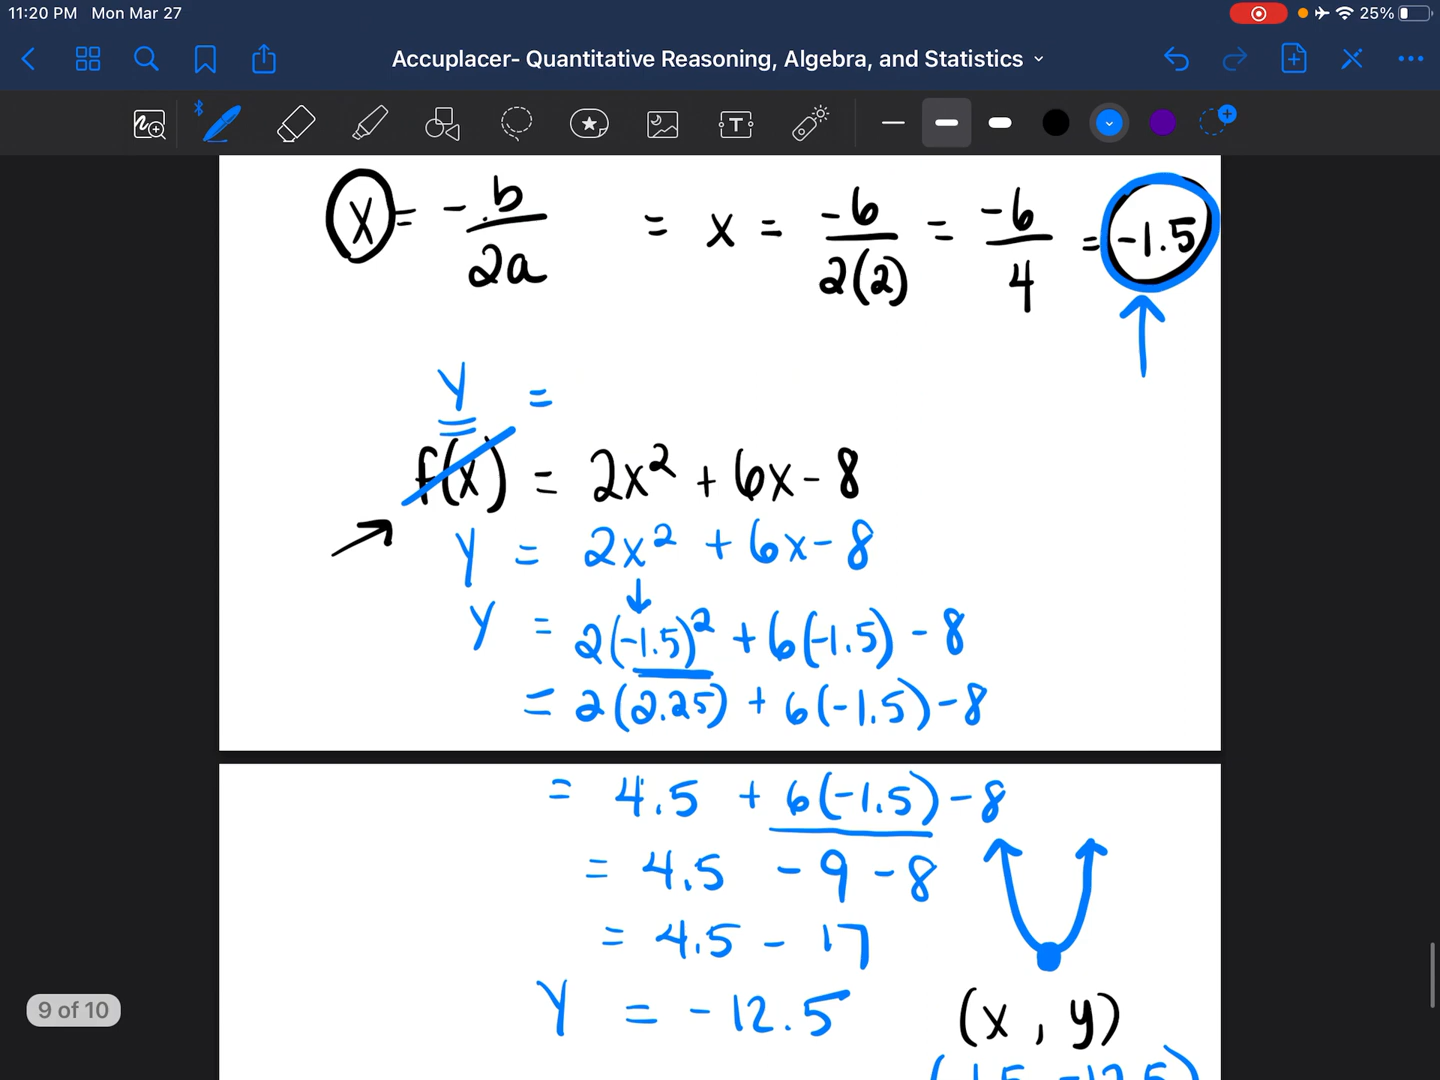 11:20 PM Mon Mar 27
25%
Accuplacer- Quantitative Reasoning, Algebra, and Statistics
x = -b/2a = x = -6/2(2) = -6/4 = -1.5
y =
f(x) = 2x² + 6x - 8
y = 2x² + 6x - 8
y = 2(-1.5)² + 6(-1.5) - 8
= 2(2.25) + 6(-1.5) - 8
= 4.5 + 6(-1.5) - 8
= 4.5 - 9 - 8
= 4.5 - 17
y = -12.5
(x, y)
9 of 10